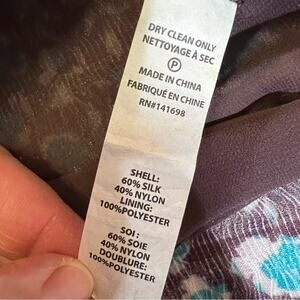 DRY CLEAN ONLY
NETTOYAGE À SEC
P
MADE IN CHINA
FABRIQUÉ EN CHINE
RN#141698
SHELL:
60% SILK
40% NYLON
LINING:
100%POLYESTER
SOI :
60% SOIE
40% NYLON
DOUBLURE:
100%POLYESTER